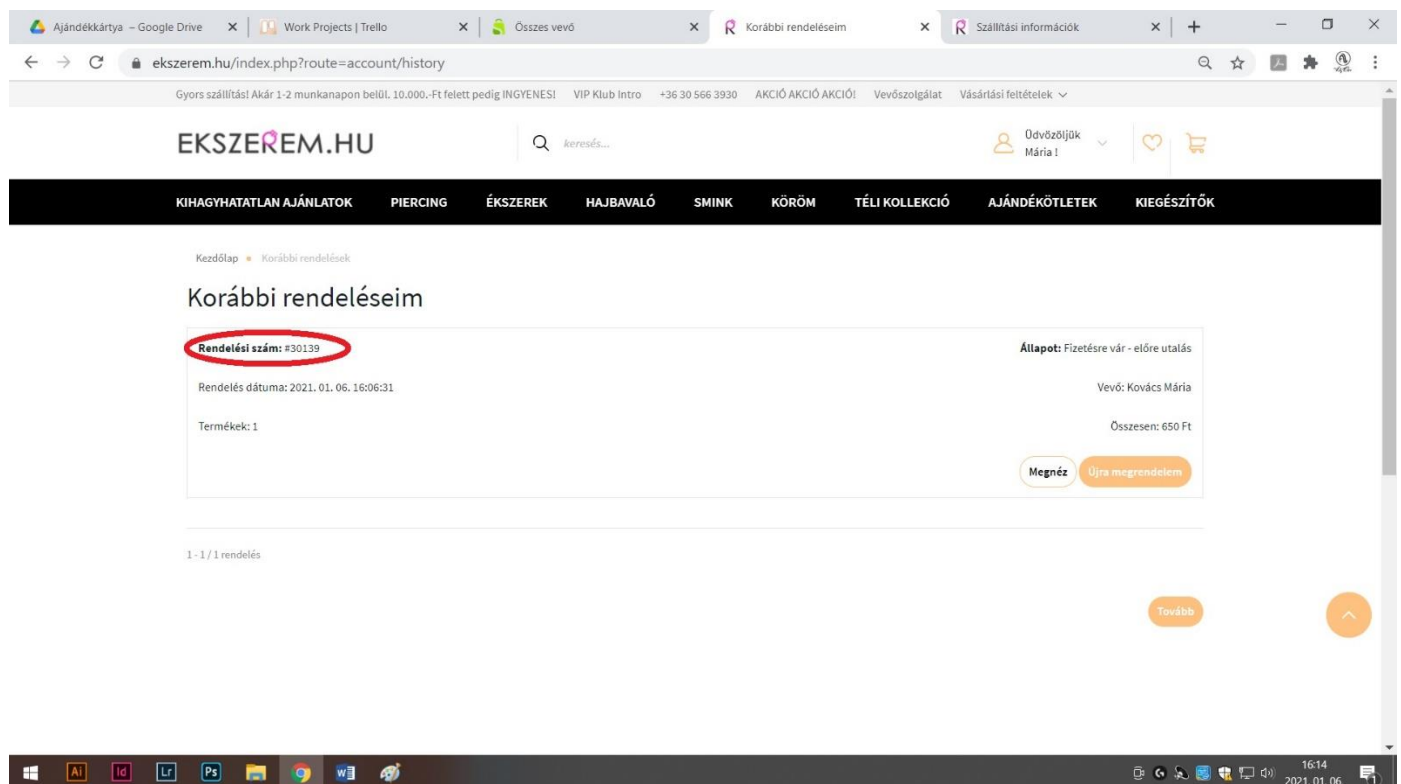 Ajándékkártya – Google Drive
Work Projects | Trello
Összes vevő
Korábbi rendeléseim
Szállítási információk
ekszerem.hu/index.php?route=account/history
Gyors szállítás! Akár 1-2 munkanapon belül. 10.000.-Ft felett pedig INGYENES! VIP Klub Intro +36 30 566 3930 AKCIÓ AKCIÓ AKCIÓ! Vevőszolgálat Vásárlási feltételek
EKSZEREM.HU
keresés...
Üdvözöljük
Mária !
KIHAGYHATATLAN AJÁNLATOK PIERCING ÉKSZEREK HAJBAVALÓ SMINK KÖRÖM TÉLI KOLLEKCIÓ AJÁNDÉKÖTLETEK KIEGÉSZÍTŐK
Kezdőlap Korábbi rendelések
Korábbi rendeléseim
Rendelési szám: #30139
Állapot: Fizetésre vár - előre utalás
Rendelés dátuma: 2021. 01. 06. 16:06:31
Vevő: Kovács Mária
Termékek: 1
Összesen: 650 Ft
Megnéz
Újra megrendelem
1 - 1 / 1 rendelés
Tovább
Ai Id Lr Ps
16:14
2021. 01. 06.